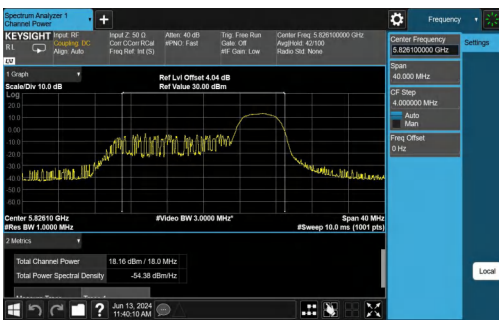 Spectrum Analyzer 1
Channel Power
+
Frequency
KEYSIGHT
RL
Input: RF
Coupling: DC
Align: Auto
Input Z: 50 Ω
Corr CCorr RCal
Freq Ref: Int (S)
Atten: 40 dB
#PNO: Fast
Trig: Free Run
Gate: Off
#IF Gain: Low
Center Freq: 5.826100000 GHz
Avg|Hold: 42/100
Radio Std: None
Center Frequency
5.826100000 GHz
Settings
Span
40.000 MHz
CF Step
4.000000 MHz
Auto
Man
Freq Offset
0 Hz
Local
1 Graph
Scale/Div 10.0 dB
Ref Lvl Offset 4.04 dB
Ref Value 30.00 dBm
Log
20.0
10.0
0.00
-10.0
-20.0
-30.0
-40.0
-50.0
-60.0
Center 5.82610 GHz
#Res BW 1.0000 MHz
#Video BW 3.0000 MHz*
Span 40 MHz
#Sweep 10.0 ms (1001 pts)
2 Metrics
Total Channel Power 18.16 dBm / 18.0 MHz
Total Power Spectral Density -54.38 dBm/Hz
?
Jun 13, 2024
11:40:10 AM